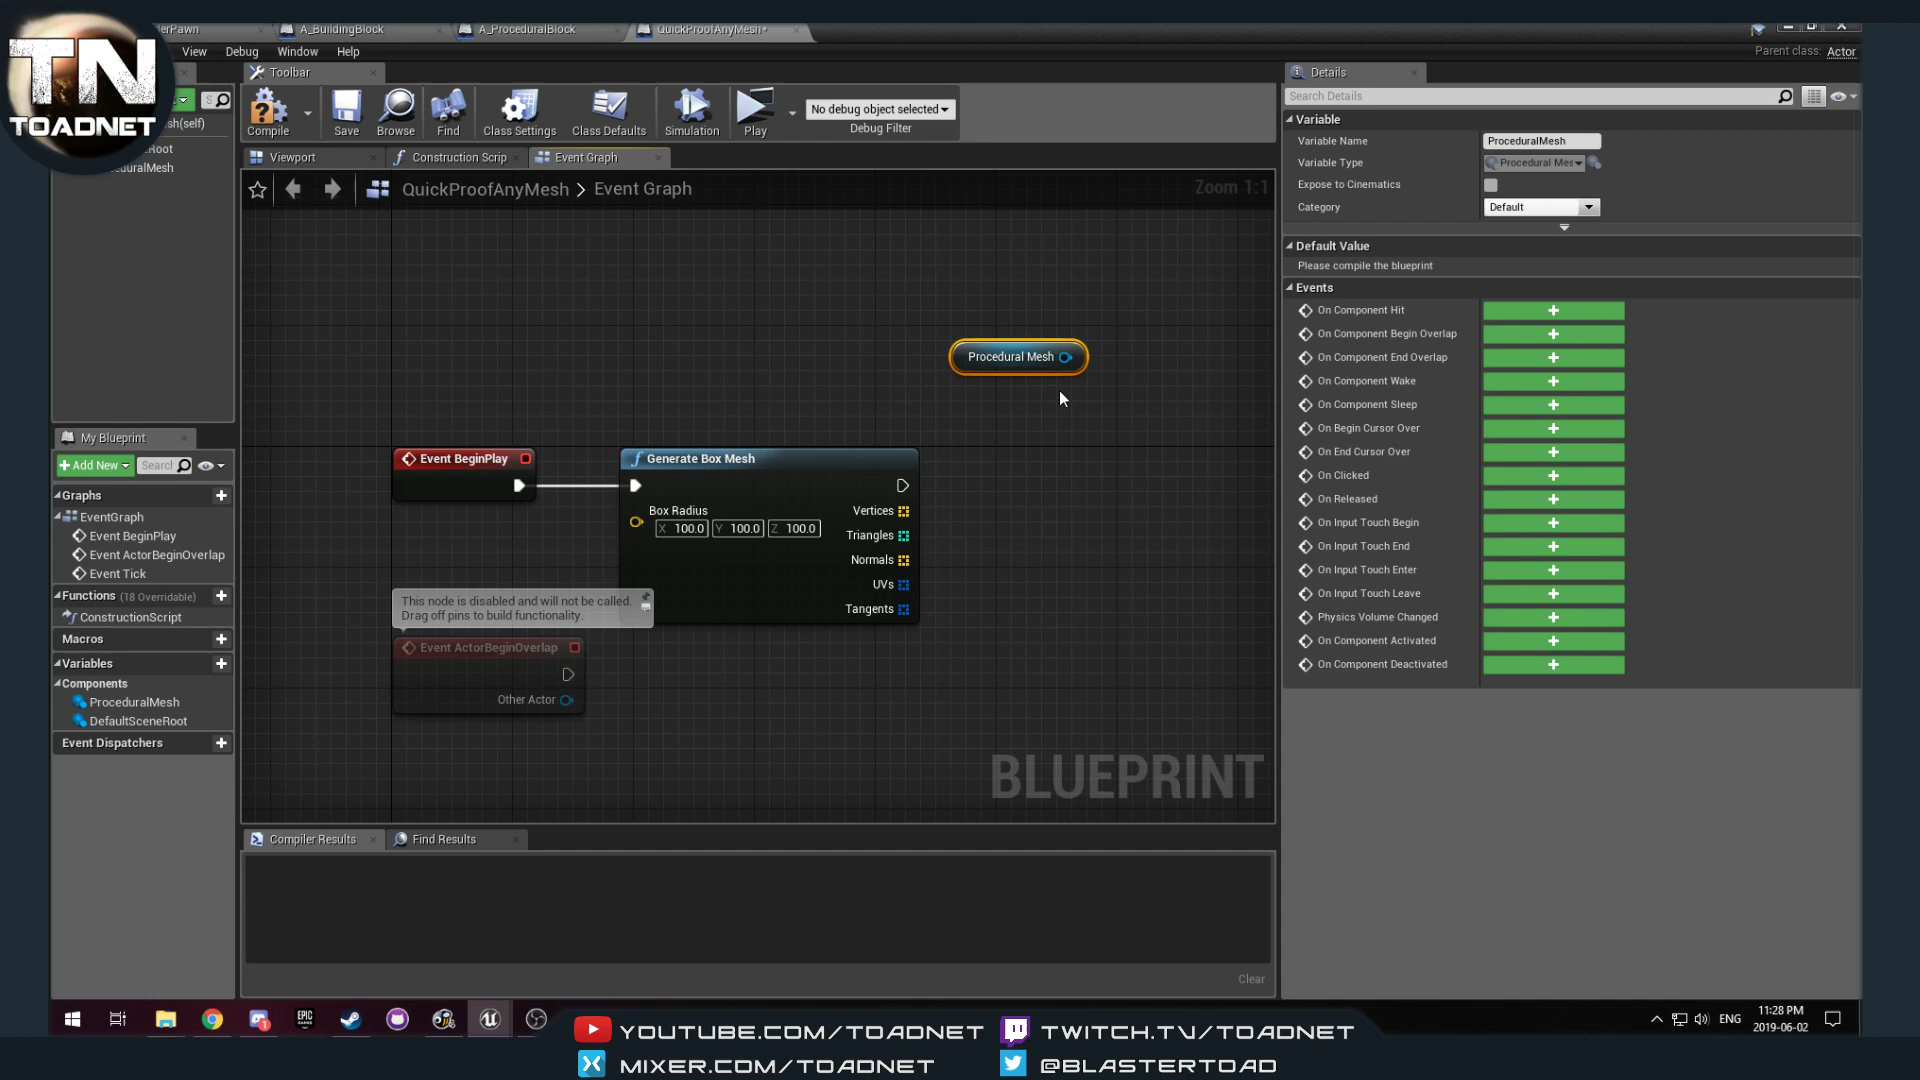 TN
TOADNET
erPawn
A_BuildingBlock
A_ProceduralBlock
QuickProofAnyMesh*
View
Debug
Window
Help
Parent class: Actor
Toolbar
Compile
Save
Browse
Find
Class Settings
Class Defaults
Simulation
Play
No debug object selected
Debug Filter
sh(self)
eRoot
eduralMesh
Viewport
Construction Scrip
Event Graph
QuickProofAnyMesh > Event Graph
Zoom 1:1
Procedural Mesh
Event BeginPlay
Generate Box Mesh
Box Radius
X 100.0 Y 100.0 Z 100.0
Vertices
Triangles
Normals
UVs
Tangents
This node is disabled and will not be called.
Drag off pins to build functionality.
Event ActorBeginOverlap
Other Actor
BLUEPRINT
My Blueprint
+Add New
Search
Graphs
EventGraph
Event BeginPlay
Event ActorBeginOverlap
Event Tick
Functions (18 Overridable)
ConstructionScript
Macros
Variables
Components
ProceduralMesh
DefaultSceneRoot
Event Dispatchers
Compiler Results
Find Results
Clear
Details
Search Details
Variable
Variable Name
ProceduralMesh
Variable Type
Procedural Mes
Expose to Cinematics
Category
Default
Default Value
Please compile the blueprint
Events
On Component Hit
On Component Begin Overlap
On Component End Overlap
On Component Wake
On Component Sleep
On Begin Cursor Over
On End Cursor Over
On Clicked
On Released
On Input Touch Begin
On Input Touch End
On Input Touch Enter
On Input Touch Leave
Physics Volume Changed
On Component Activated
On Component Deactivated
EPIC
ENG
11:28 PM
2019-06-02
YOUTUBE.COM/TOADNET
TWITCH.TV/TOADNET
MIXER.COM/TOADNET
@BLASTERTOAD